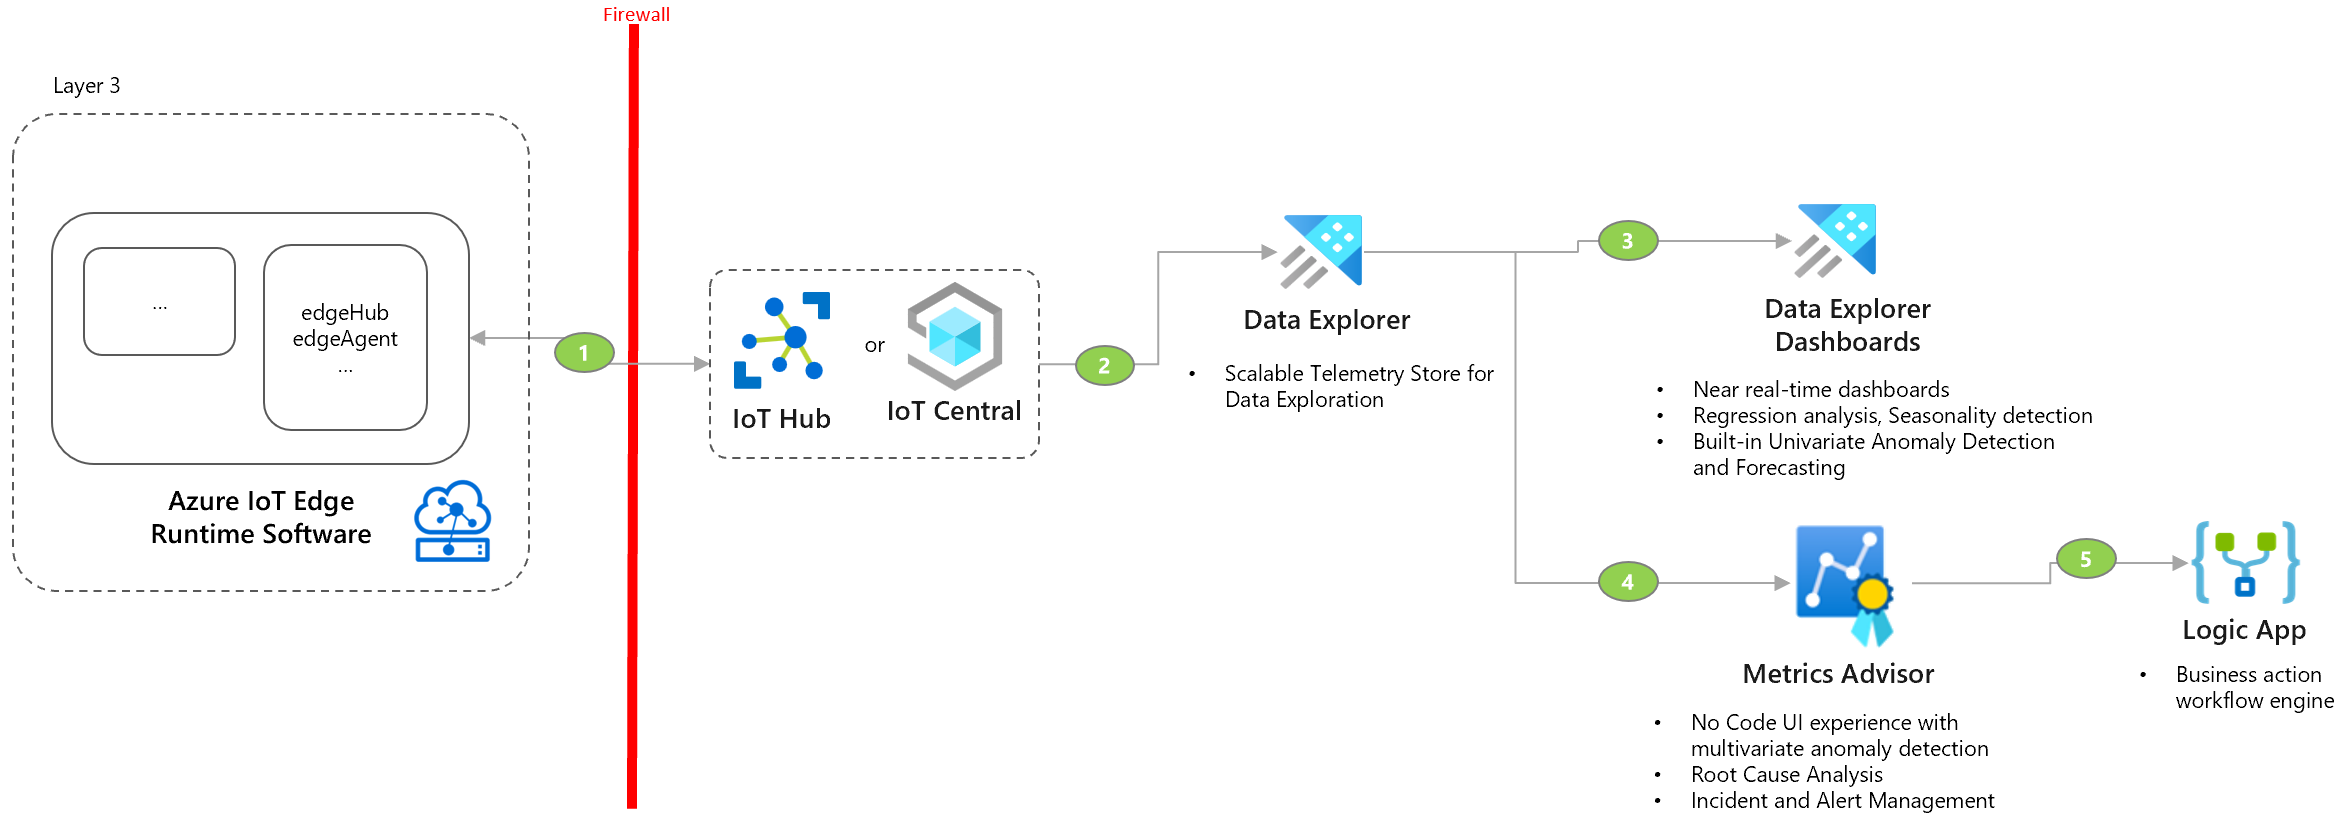 Firewall
Layer 3
...
edgeHub
edgeAgent
...
Azure IoT Edge
Runtime Software
1
IoT Hub
or
IoT Central
2
Data Explorer
• Scalable Telemetry Store for
Data Exploration
3
Data Explorer
Dashboards
• Near real-time dashboards
• Regression analysis, Seasonality detection
• Built-in Univariate Anomaly Detection
and Forecasting
4
Metrics Advisor
• No Code UI experience with
multivariate anomaly detection
• Root Cause Analysis
• Incident and Alert Management
5
Logic App
• Business action
workflow engine